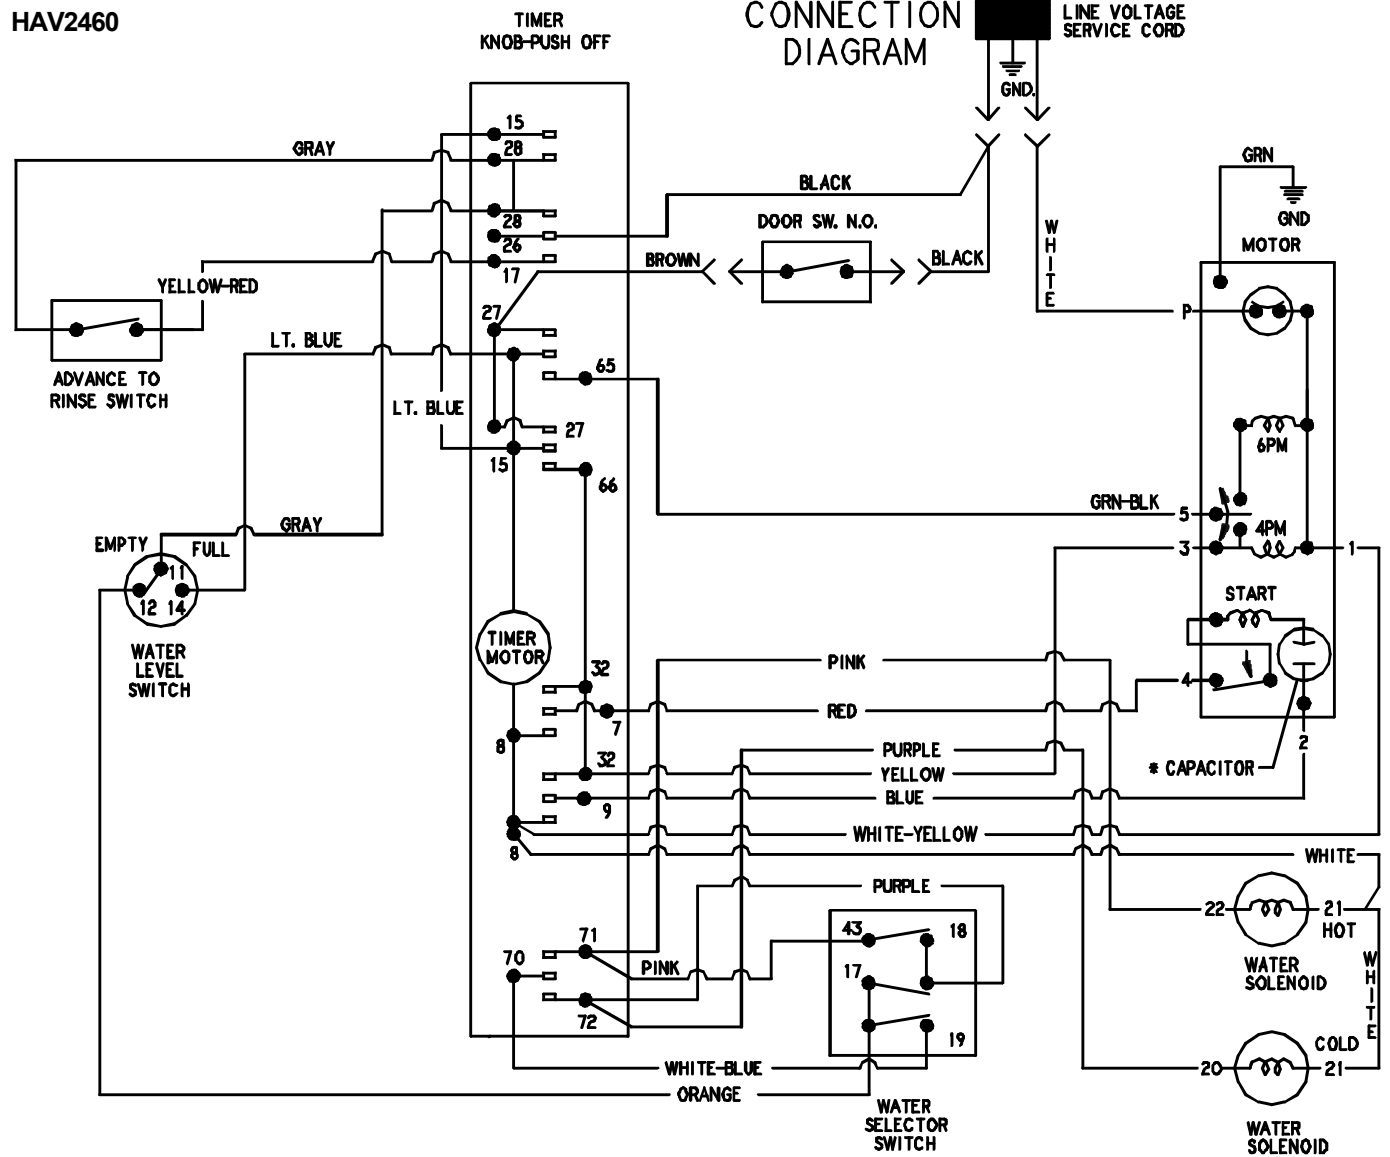 HAV2460
TIMER
KNOB-PUSH OFF
CONNECTION
DIAGRAM
LINE VOLTAGE
SERVICE CORD
GND.
15
GRAY
28
GRN
BLACK
28
DOOR SW. N.O.
GND
26
WHITE
MOTOR
BROWN
BLACK
17
YELLOW-RED
27
P
LT. BLUE
65
ADVANCE TO
RINSE SWITCH
LT. BLUE
27
6PM
15
66
GRN-BLK
5
GRAY
4PM
EMPTY
FULL
3
1
11
12
14
START
TIMER
MOTOR
WATER
LEVEL
SWITCH
32
PINK
4
RED
7
8
PURPLE
2
32
YELLOW
* CAPACITOR
BLUE
9
WHITE-YELLOW
8
WHITE
PURPLE
22
21
HOT
71
43
18
70
PINK
17
WATER
SOLENOID
WHITE
72
19
COLD
WHITE-BLUE
20
21
ORANGE
WATER
SELECTOR
SWITCH
WATER
SOLENOID